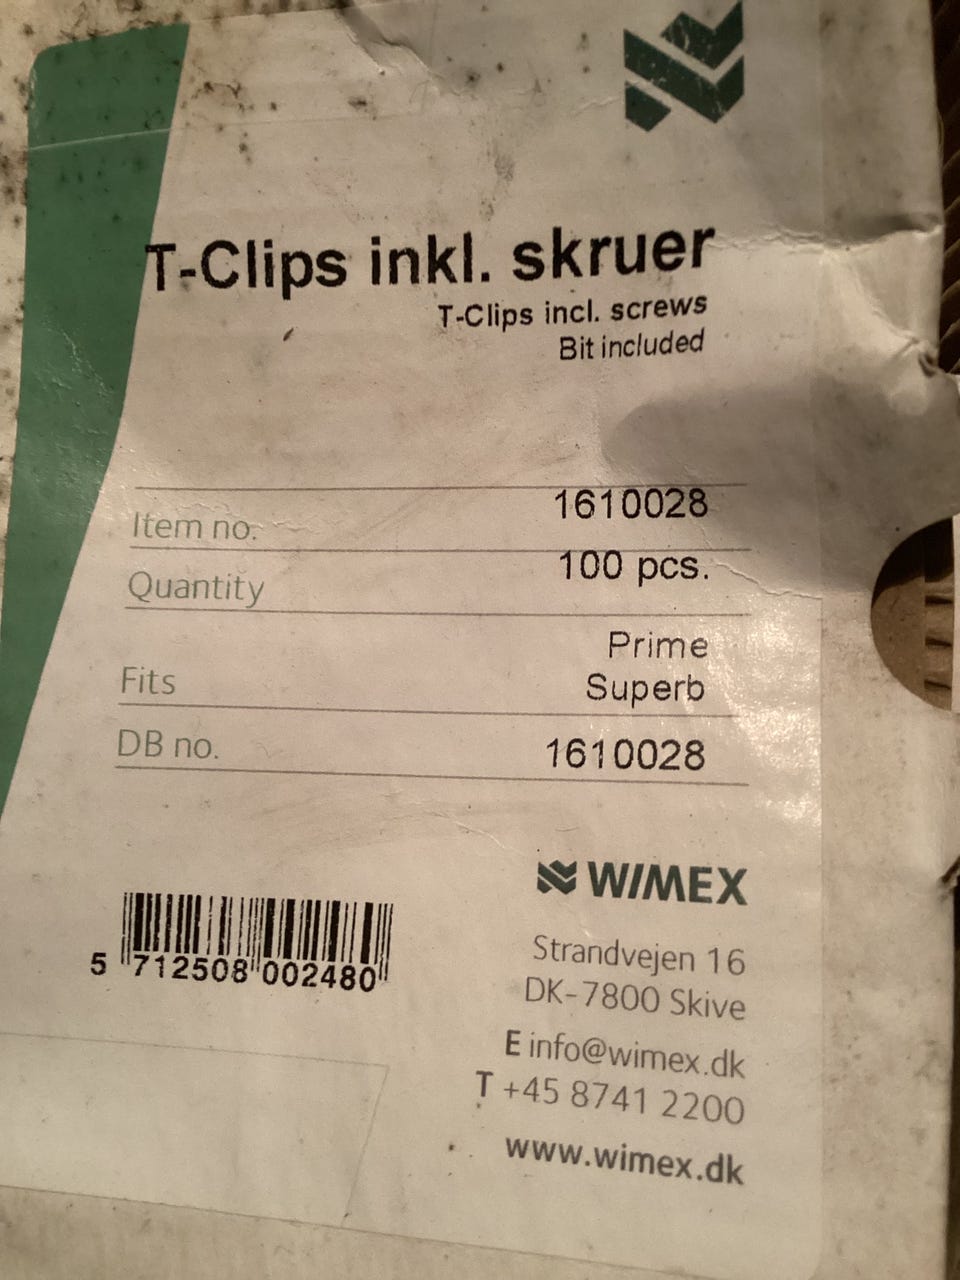 T-Clips inkl. skruer
T-Clips incl. screws
Bit included
Item no. 1610028
Quantity 100 pcs.
Fits Prime
Superb
DB no. 1610028
5 712508 002480
WIMEX
Strandvejen 16
DK-7800 Skive
E info@wimex.dk
T +45 8741 2200
www.wimex.dk